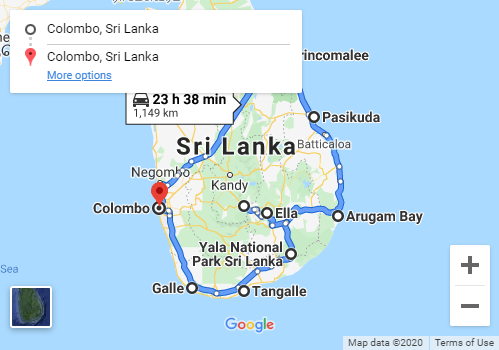 Colombo, Sri Lanka
Colombo, Sri Lanka
More options
rincomalee
23 h 38 min
1,149 km
Pasikuda
Batticaloa
Sri Lanka
Negombo
Kandy
Colombo
Ella
Arugam Bay
Yala National
Park Sri Lanka
Galle
Tangalle
Sea
Google
Map data ©2020
Terms of Use